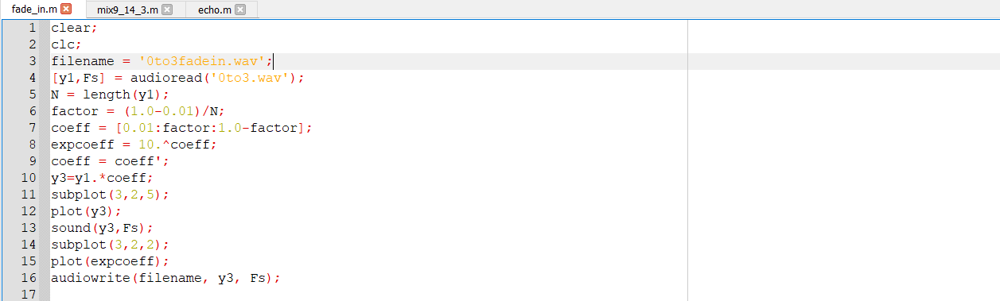 fade_in.m mix9_14_3.m echo.m
1 clear;
2 clc;
3 filename = '0to3fadein.wav';
4 [y1,Fs] = audioread('0to3.wav');
5 N = length(y1);
6 factor = (1.0-0.01)/N;
7 coeff = [0.01:factor:1.0-factor];
8 expcoeff = 10.^coeff;
9 coeff = coeff';
10 y3=y1.*coeff;
11 subplot(3,2,5);
12 plot(y3);
13 sound(y3,Fs);
14 subplot(3,2,2);
15 plot(expcoeff);
16 audiowrite(filename, y3, Fs);
17